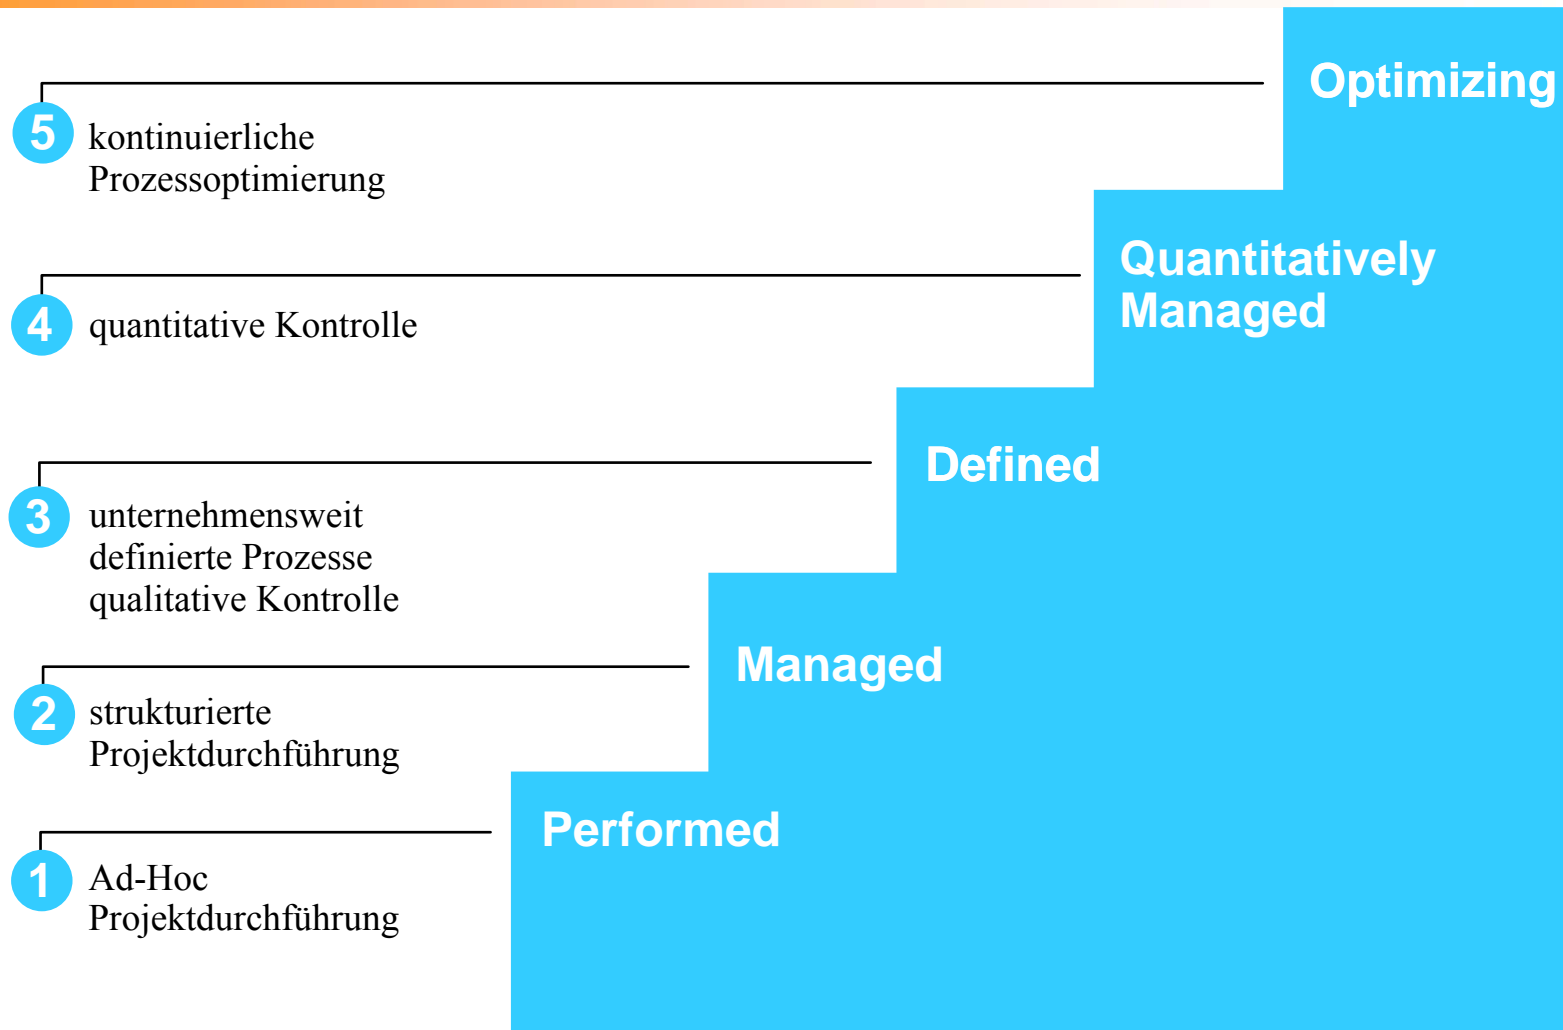 Optimizing
5
kontinuierliche
Prozessoptimierung
Quantitatively
Managed
4
quantitative Kontrolle
Defined
3
unternehmensweit
definierte Prozesse
qualitative Kontrolle
Managed
2
strukturierte
Projektdurchführung
Performed
1
Ad-Hoc
Projektdurchführung